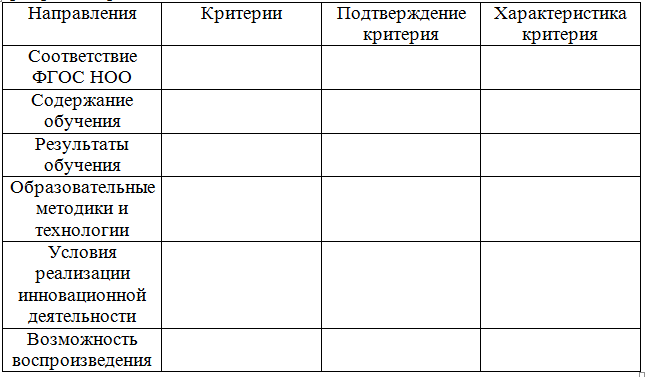 Направления Критерии Подтверждение критерия Характеристика критерия
Соответствие
ФГОС НОО
Содержание
обучения
Результаты
обучения
Образовательные
методики и
технологии
Условия
реализации
инновационной
деятельности
Возможность
воспроизведения